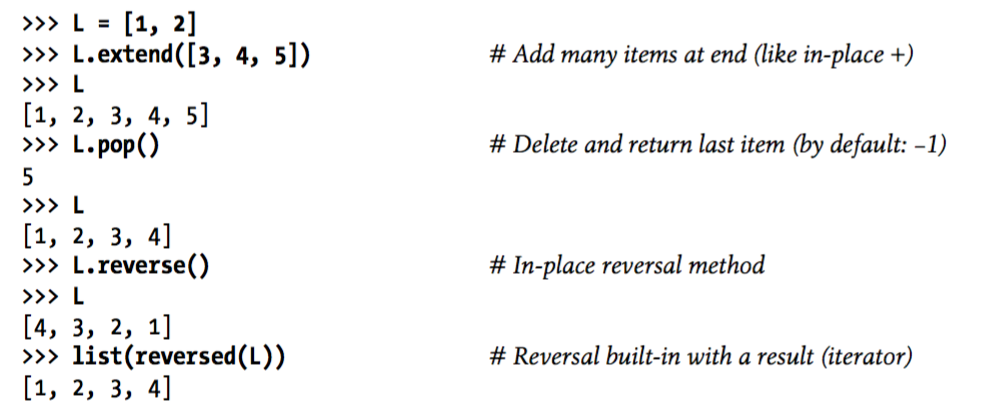 >>> L = [1, 2]
>>> L.extend([3, 4, 5]) # Add many items at end (like in-place +)
>>> L
[1, 2, 3, 4, 5]
>>> L.pop() # Delete and return last item (by default: −1)
5
>>> L
[1, 2, 3, 4]
>>> L.reverse() # In-place reversal method
>>> L
[4, 3, 2, 1]
>>> list(reversed(L)) # Reversal built-in with a result (iterator)
[1, 2, 3, 4]